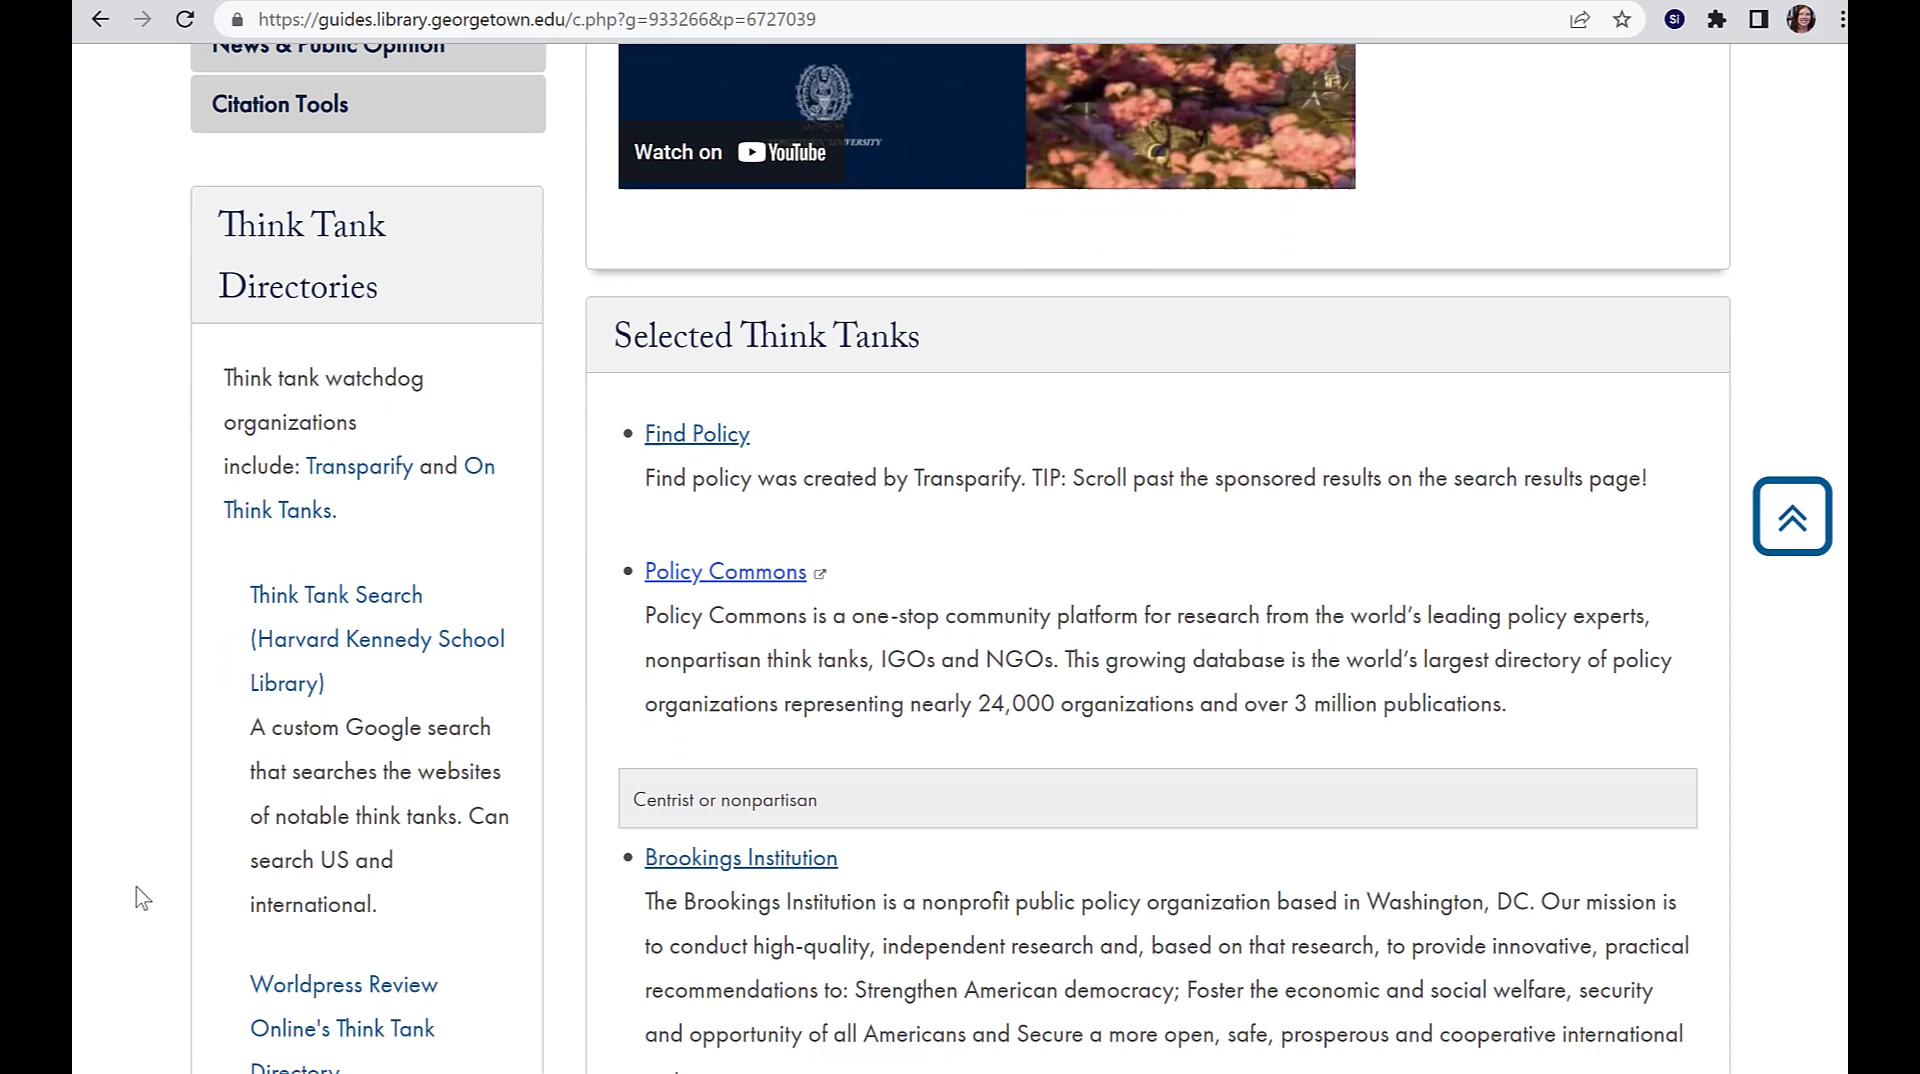 https://guides.library.georgetown.edu/c.php?g=933266&p=6727039
Si
News & Public Opinion
Citation Tools
Watch on YouTube
Think Tank
Directories
Think tank watchdog
organizations
include: Transparify and On
Think Tanks.
Think Tank Search
(Harvard Kennedy School
Library)
A custom Google search
that searches the websites
of notable think tanks. Can
search US and
international.
Worldpress Review
Online's Think Tank
Directory
Selected Think Tanks
• Find Policy
Find policy was created by Transparify. TIP: Scroll past the sponsored results on the search results page!
• Policy Commons
Policy Commons is a one-stop community platform for research from the world’s leading policy experts,
nonpartisan think tanks, IGOs and NGOs. This growing database is the world’s largest directory of policy
organizations representing nearly 24,000 organizations and over 3 million publications.
Centrist or nonpartisan
• Brookings Institution
The Brookings Institution is a nonprofit public policy organization based in Washington, DC. Our mission is
to conduct high-quality, independent research and, based on that research, to provide innovative, practical
recommendations to: Strengthen American democracy; Foster the economic and social welfare, security
and opportunity of all Americans and Secure a more open, safe, prosperous and cooperative international